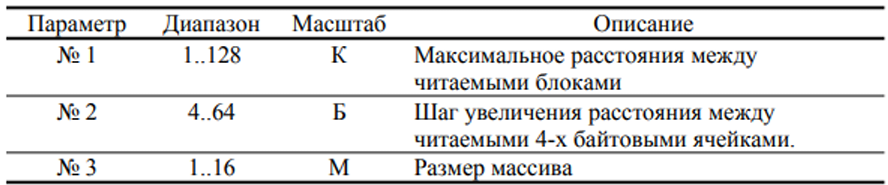 Параметр Диапазон Масштаб Описание
№ 1 1..128 К Максимальное расстояния между
читаемыми блоками
№ 2 4..64 Б Шаг увеличения расстояния между
читаемыми 4-х байтовыми ячейками.
№ 3 1..16 М Размер массива